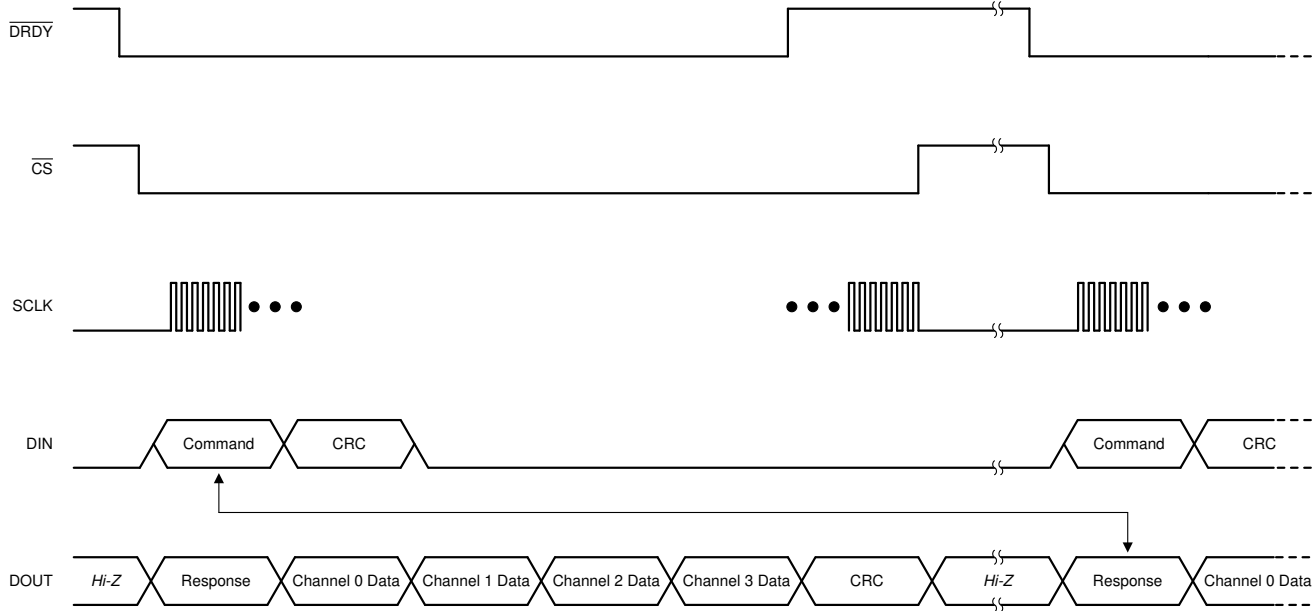 DRDY
CS
SCLK
DIN Command CRC Command CRC
DOUT Hi-Z Response Channel 0 Data Channel 1 Data Channel 2 Data Channel 3 Data CRC Hi-Z Response Channel 0 Data